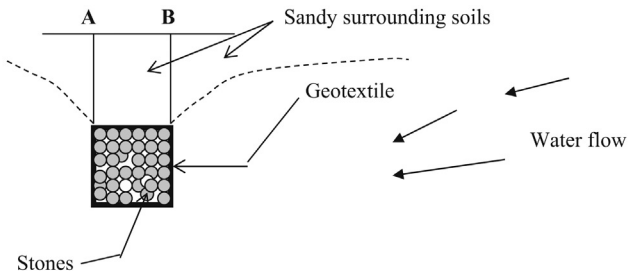 A B
Sandy surrounding soils
Geotextile
Water flow
Stones